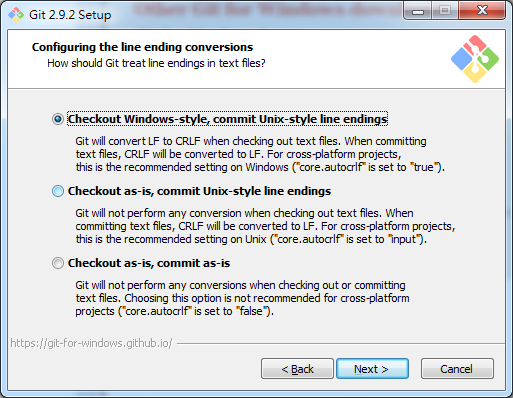 Git 2.9.2 Setup
Other Git for Windows down
Configuring the line ending conversions
How should Git treat line endings in text files?
Checkout Windows-style, commit Unix-style line endings
Git will convert LF to CRLF when checking out text files. When committing
text files, CRLF will be converted to LF. For cross-platform projects,
this is the recommended setting on Windows ("core.autocrlf" is set to "true").
Checkout as-is, commit Unix-style line endings
Git will not perform any conversion when checking out text files. When
committing text files, CRLF will be converted to LF. For cross-platform projects,
this is the recommended setting on Unix ("core.autocrlf" is set to "input").
Checkout as-is, commit as-is
Git will not perform any conversions when checking out or committing
text files. Choosing this option is not recommended for cross-platform
projects ("core.autocrlf" is set to "false").
https://git-for-windows.github.io/
< Back
Next >
Cancel